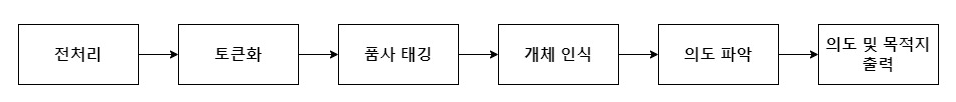 전처리
토큰화
품사 태깅
개체 인식
의도 파악
의도 및 목적지
출력